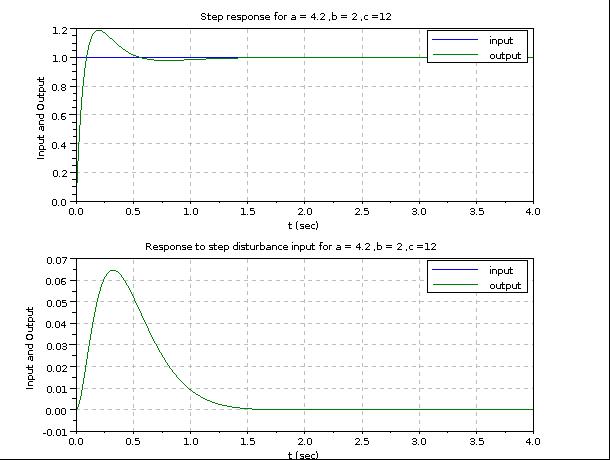 Step response for a = 4.2 ,b = 2 ,c =12
1.2
1.0
0.8
0.6
0.4
0.2
0.0
Input and Output
input
output
0.0 0.5 1.0 1.5 2.0 2.5 3.0 3.5 4.0
t (sec)
Response to step disturbance input for a = 4.2 ,b = 2 ,c =12
0.07
0.06
0.05
0.04
0.03
0.02
0.01
0.00
-0.01
Input and Output
input
output
0.0 0.5 1.0 1.5 2.0 2.5 3.0 3.5 4.0
t (sec)